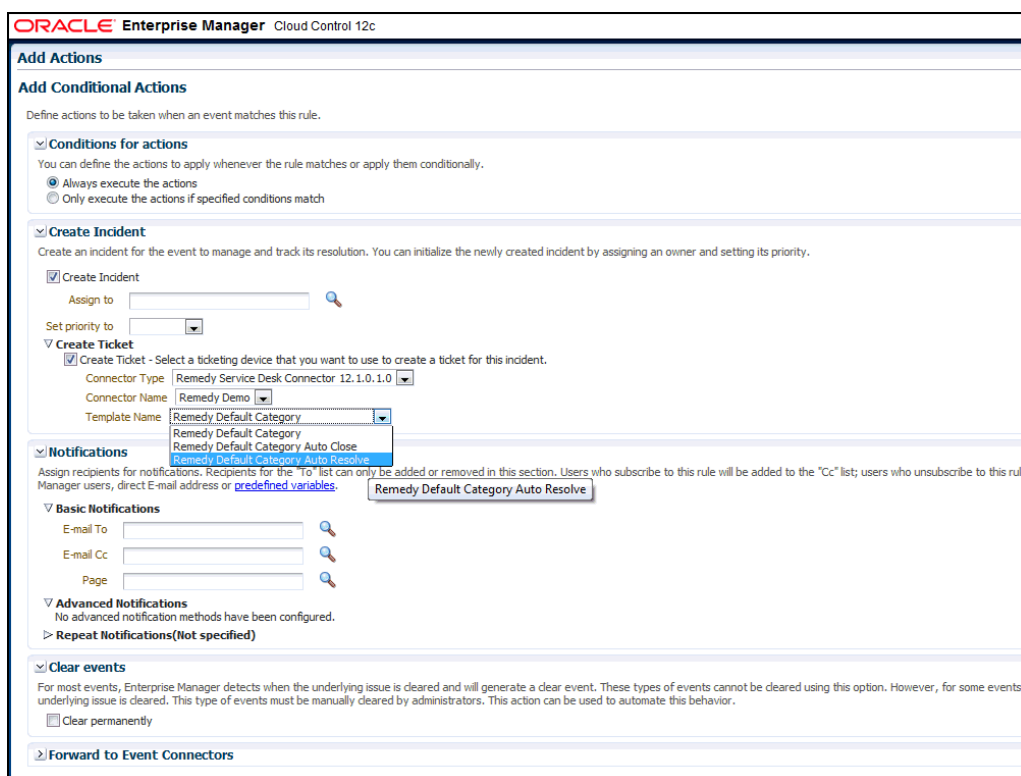 ORACLE Enterprise Manager Cloud Control 12c
Add Actions
Add Conditional Actions
Define actions to be taken when an event matches this rule.
Conditions for actions
You can define the actions to apply whenever the rule matches or apply them conditionally.
Always execute the actions
Only execute the actions if specified conditions match
Create Incident
Create an incident for the event to manage and track its resolution. You can initialize the newly created incident by assigning an owner and setting its priority.
Create Incident
Assign to
Set priority to
Create Ticket
Create Ticket - Select a ticketing device that you want to use to create a ticket for this incident.
Connector Type Remedy Service Desk Connector 12.1.0.1.0
Connector Name Remedy Demo
Template Name Remedy Default Category
Remedy Default Category
Remedy Default Category Auto Close
Remedy Default Category Auto Resolve
Notifications
Assign recipients for notifications. Recipients for the "To" list can only be added or removed in this section. Users who subscribe to this rule will be added to the "Cc" list; users who unsubscribe to this rul
Manager users, direct E-mail address or predefined variables.
Remedy Default Category Auto Resolve
Basic Notifications
E-mail To
E-mail Cc
Page
Advanced Notifications
No advanced notification methods have been configured.
Repeat Notifications(Not specified)
Clear events
For most events, Enterprise Manager detects when the underlying issue is cleared and will generate a clear event. These types of events cannot be cleared using this option. However, for some events
underlying issue is cleared. This type of events must be manually cleared by administrators. This action can be used to automate this behavior.
Clear permanently
Forward to Event Connectors